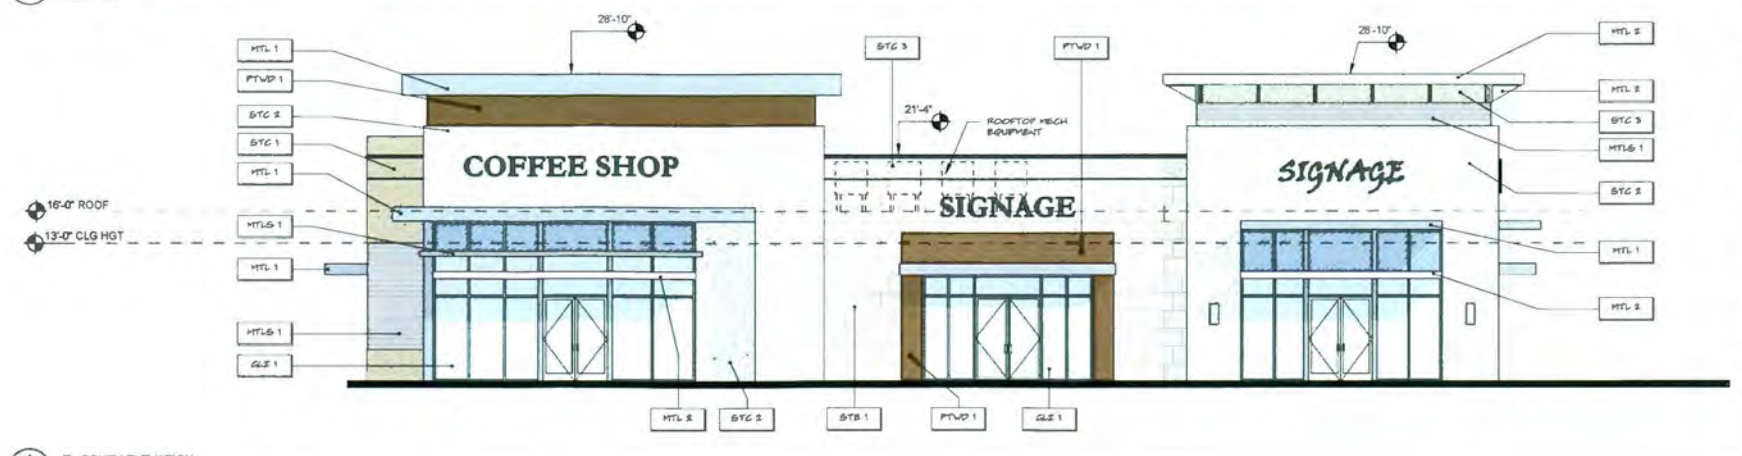 28'-10"
28'-10"
MTL 1
STC 3
PTWD 1
MTL 2
PTWD 1
MTL 2
STC 2
21'-4"
ROOFTOP MECH
EQUIPMENT
STC 3
STC 1
MTLS 1
COFFEE SHOP
SIGNAGE
MTL 1
STC 2
16'-0" ROOF
SIGNAGE
MTLS 1
13'-0" CLG HGT
MTL 1
MTL 1
MTL 2
MTLS 1
GLZ 1
MTL 2
STC 2
STB 1
PTWD 1
GLZ 1